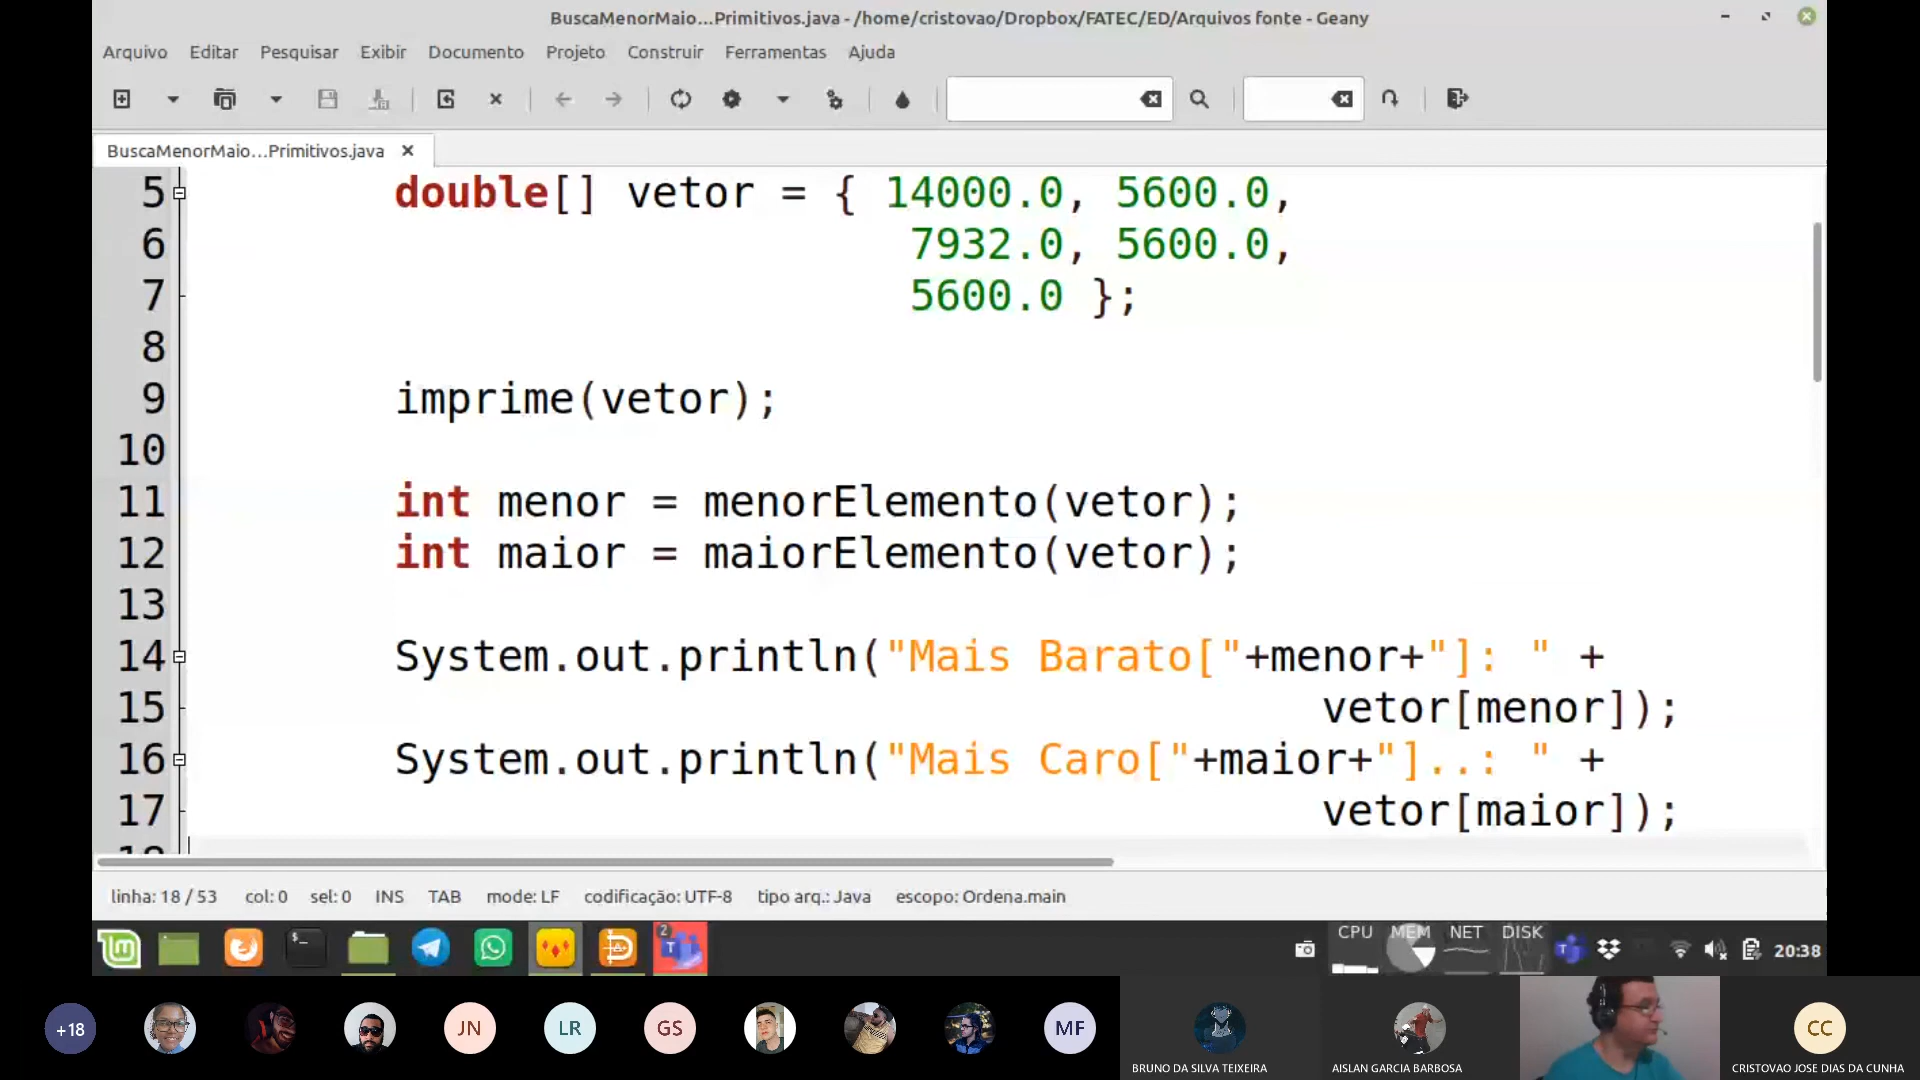 BuscaMenorMaio...Primitivos.java - /home/cristovao/Dropbox/FATEC/ED/Arquivos fonte - Geany
Arquivo Editar Pesquisar Exibir Documento Projeto Construir Ferramentas Ajuda
BuscaMenorMaio...Primitivos.java
5 double[] vetor = { 14000.0, 5600.0,
6 7932.0, 5600.0,
7 5600.0 };
8
9 imprime(vetor);
10
11 int menor = menorElemento(vetor);
12 int maior = maiorElemento(vetor);
13
14 System.out.println("Mais Barato["+menor+"]: " +
15 vetor[menor]);
16 System.out.println("Mais Caro["+maior+"]..: " +
17 vetor[maior]);
linha: 18 / 53 col: 0 sel: 0 INS TAB mode: LF codificação: UTF-8 tipo arq.: Java escopo: Ordena.main
2 CPU MEM NET DISK 20:38
+18 JN LR GS MF CC
BRUNO DA SILVA TEIXEIRA AISLAN GARCIA BARBOSA CRISTOVAO JOSE DIAS DA CUNHA